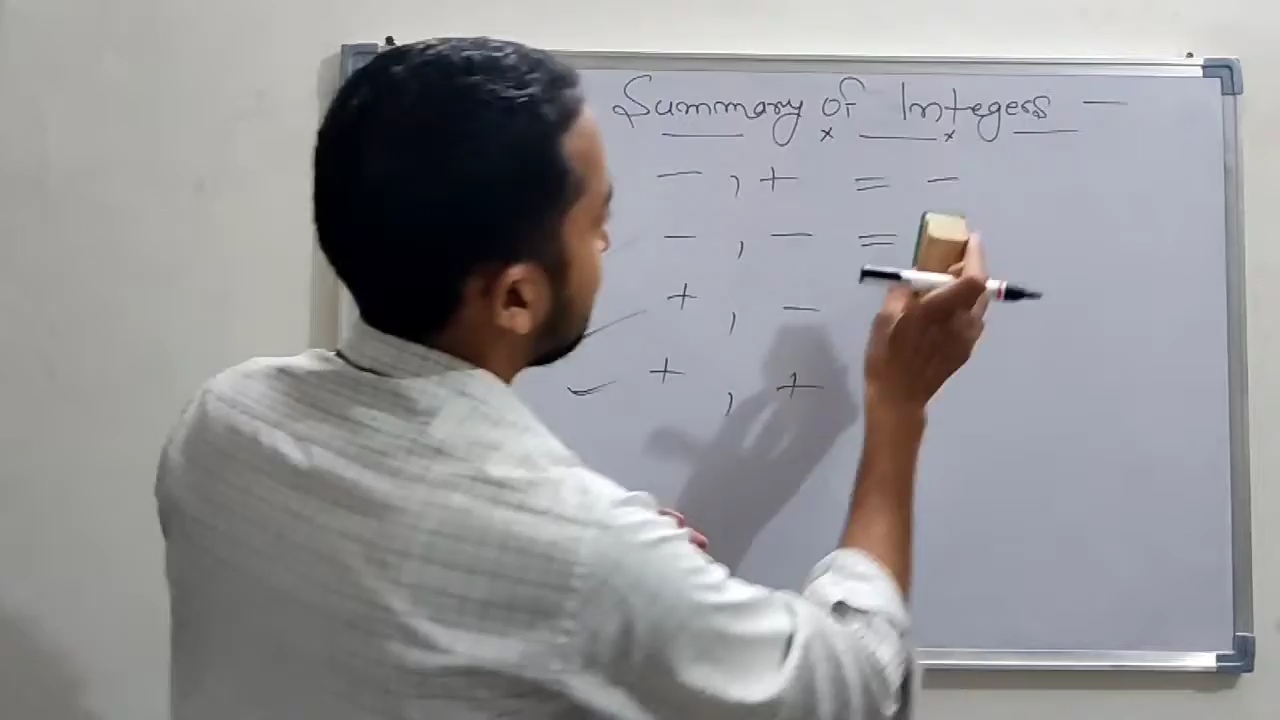 Summary of Integers —
— , + = —
— , — =
+ , —
✓ + , +